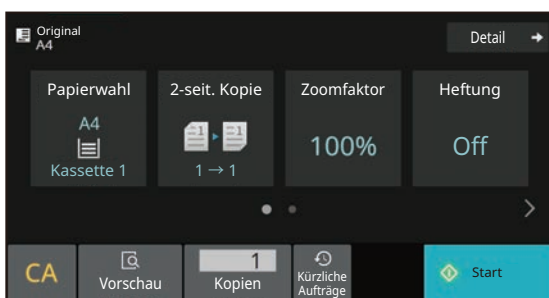 Original
A4
Detail
Papierwahl
A4
Kassette 1
2-seit. Kopie
1 → 1
Zoomfaktor
100%
Heftung
Off
CA
Vorschau
1
Kopien
Kürzliche
Aufträge
Start